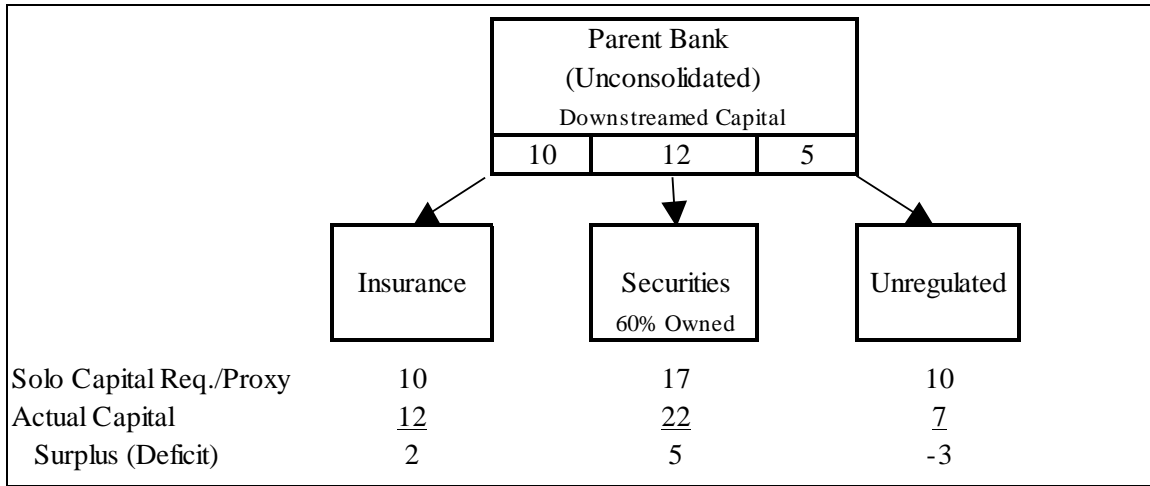 Parent Bank
(Unconsolidated)
Downstreamed Capital
10 12 5
Insurance Securities Unregulated
60% Owned
Solo Capital Req./Proxy 10 17 10
Actual Capital 12 22 7
Surplus (Deficit) 2 5 -3